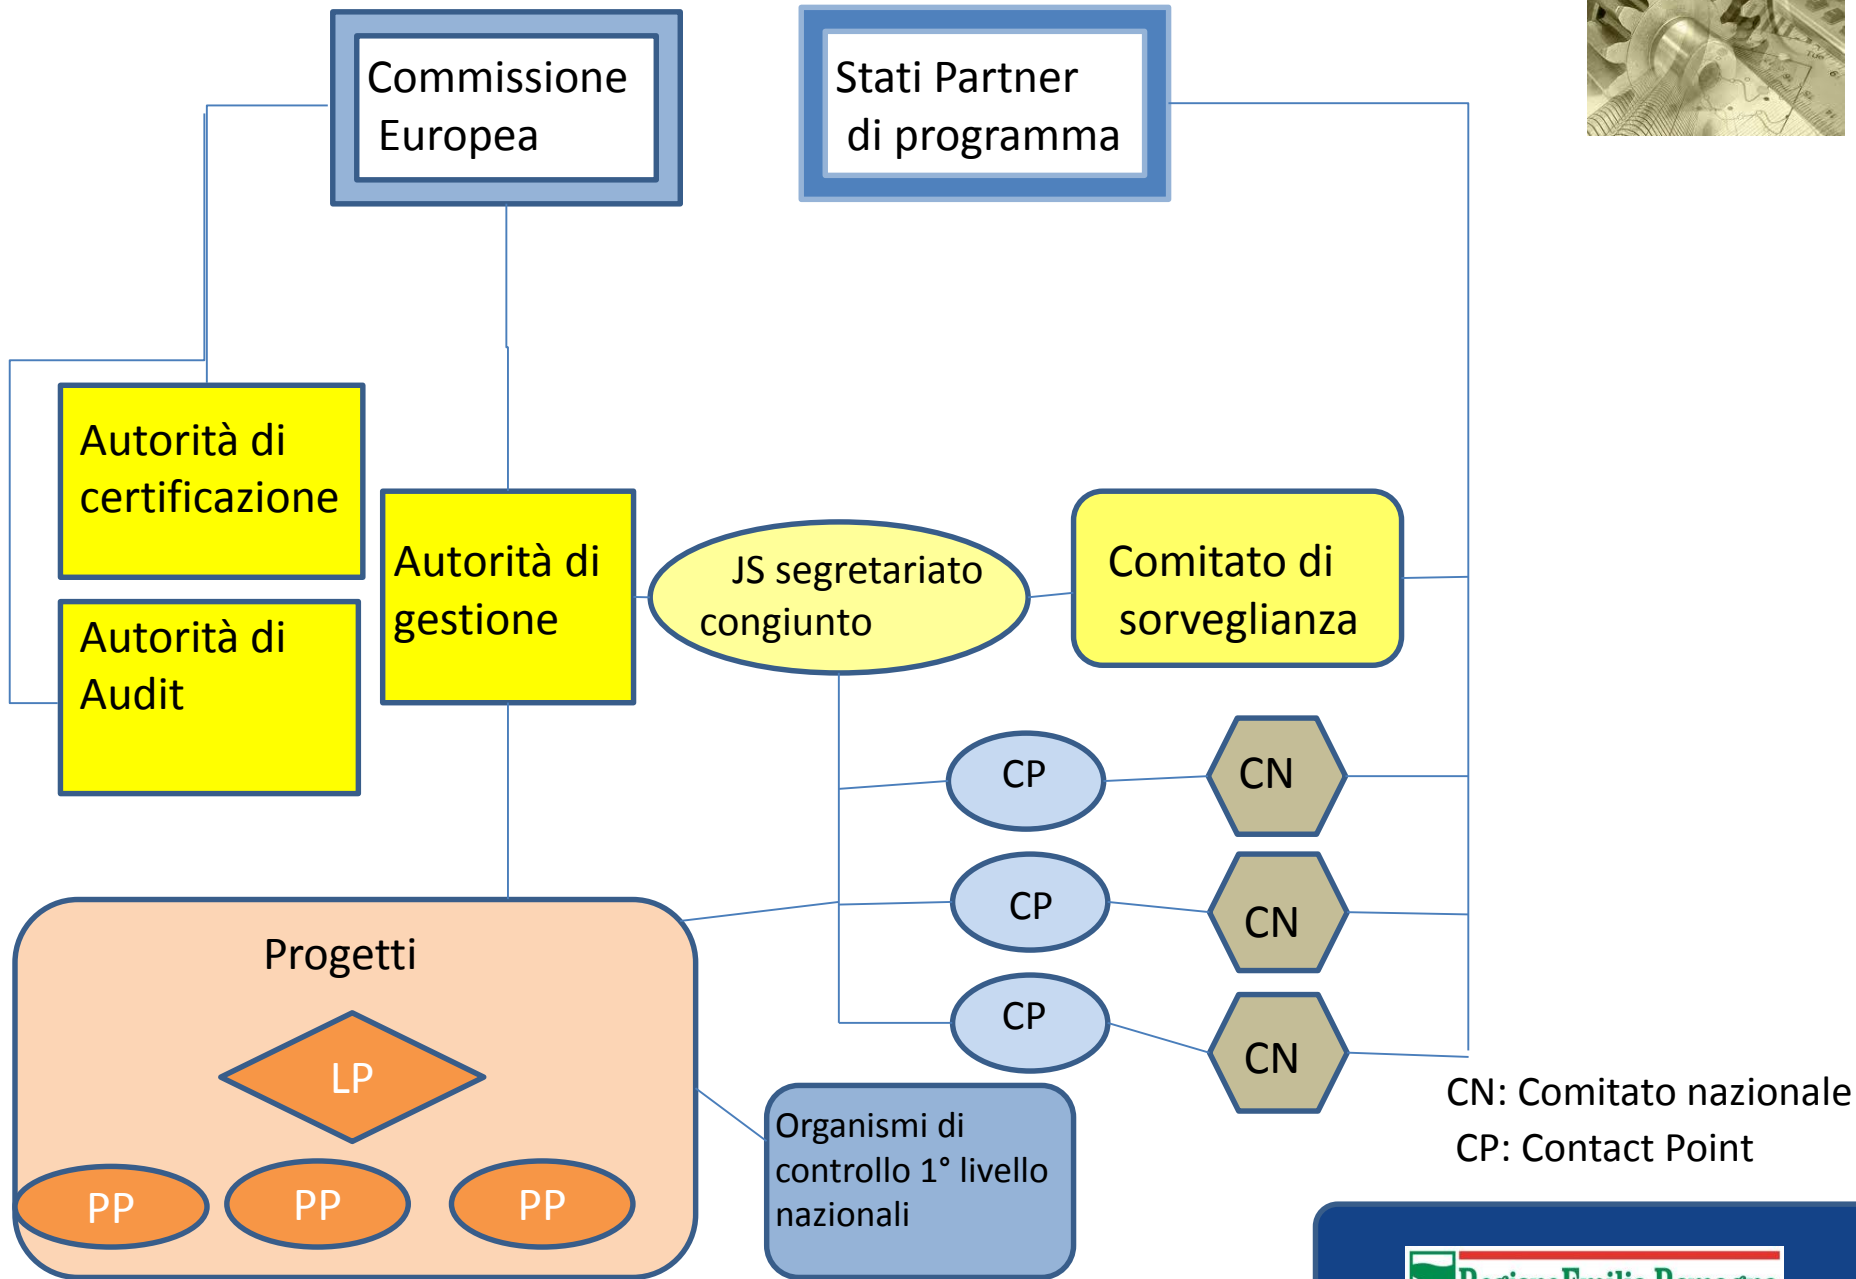 Commissione
Europea
Stati Partner
di programma
Autorità di
certificazione
Autorità di
Audit
Autorità di
gestione
JS segretariato
congiunto
Comitato di
sorveglianza
CP
CN
CP
CN
CP
CN
Progetti
LP
PP
PP
PP
Organismi di
controllo 1° livello
nazionali
CN: Comitato nazionale
CP: Contact Point
RegioneEmilia-Romagna